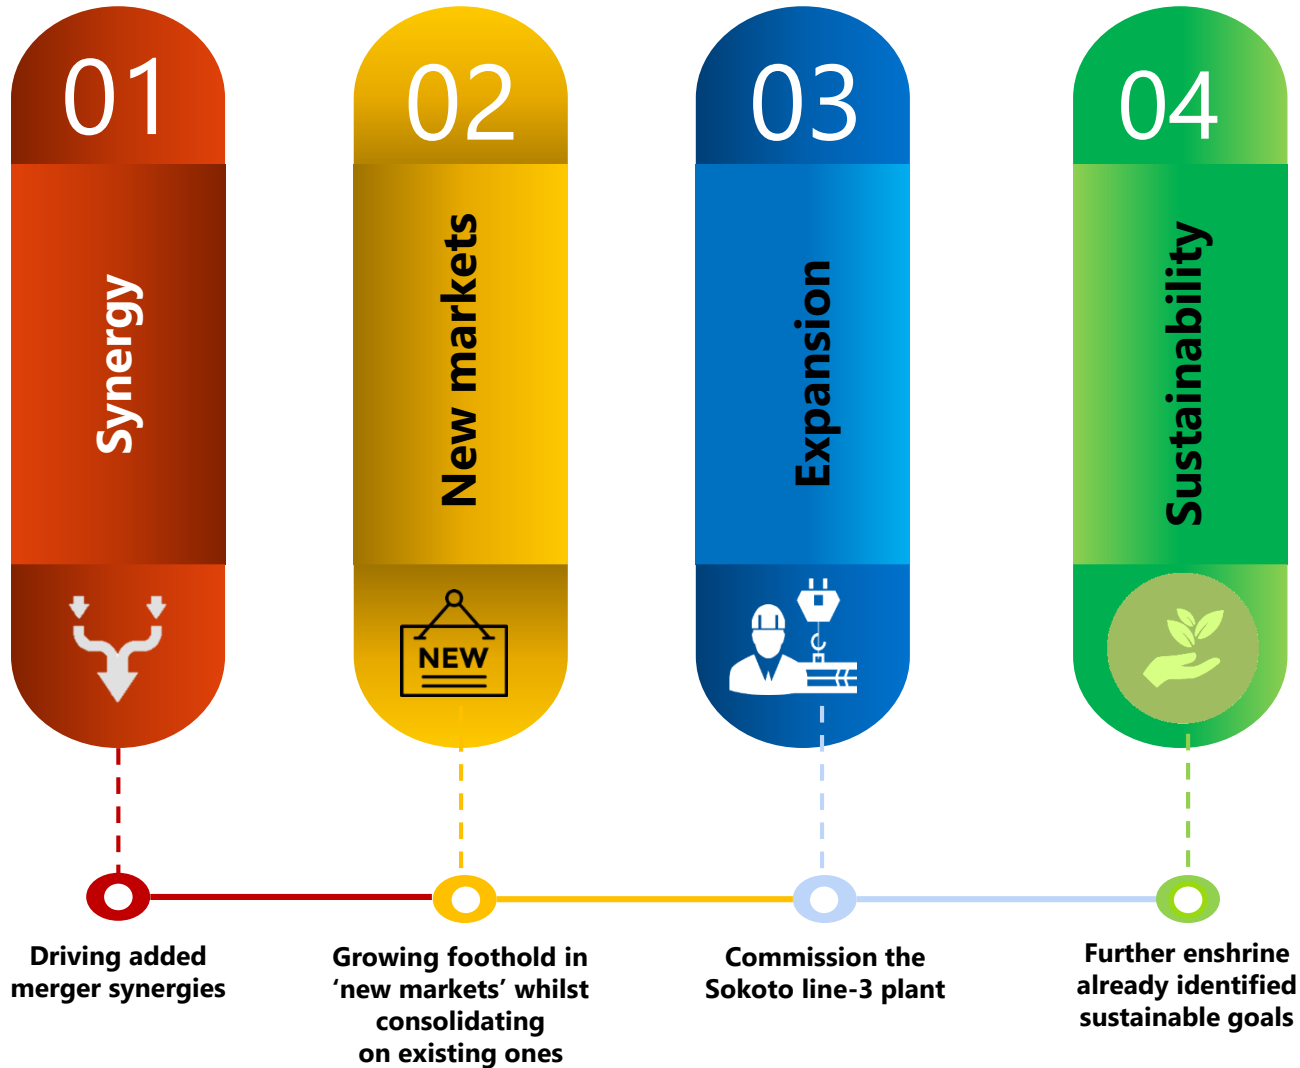 01
02
03
04
Synergy
New markets
Expansion
Sustainability
NEW
Driving added
merger synergies
Growing foothold in
‘new markets’ whilst
consolidating
on existing ones
Commission the
Sokoto line-3 plant
Further enshrine
already identified
sustainable goals